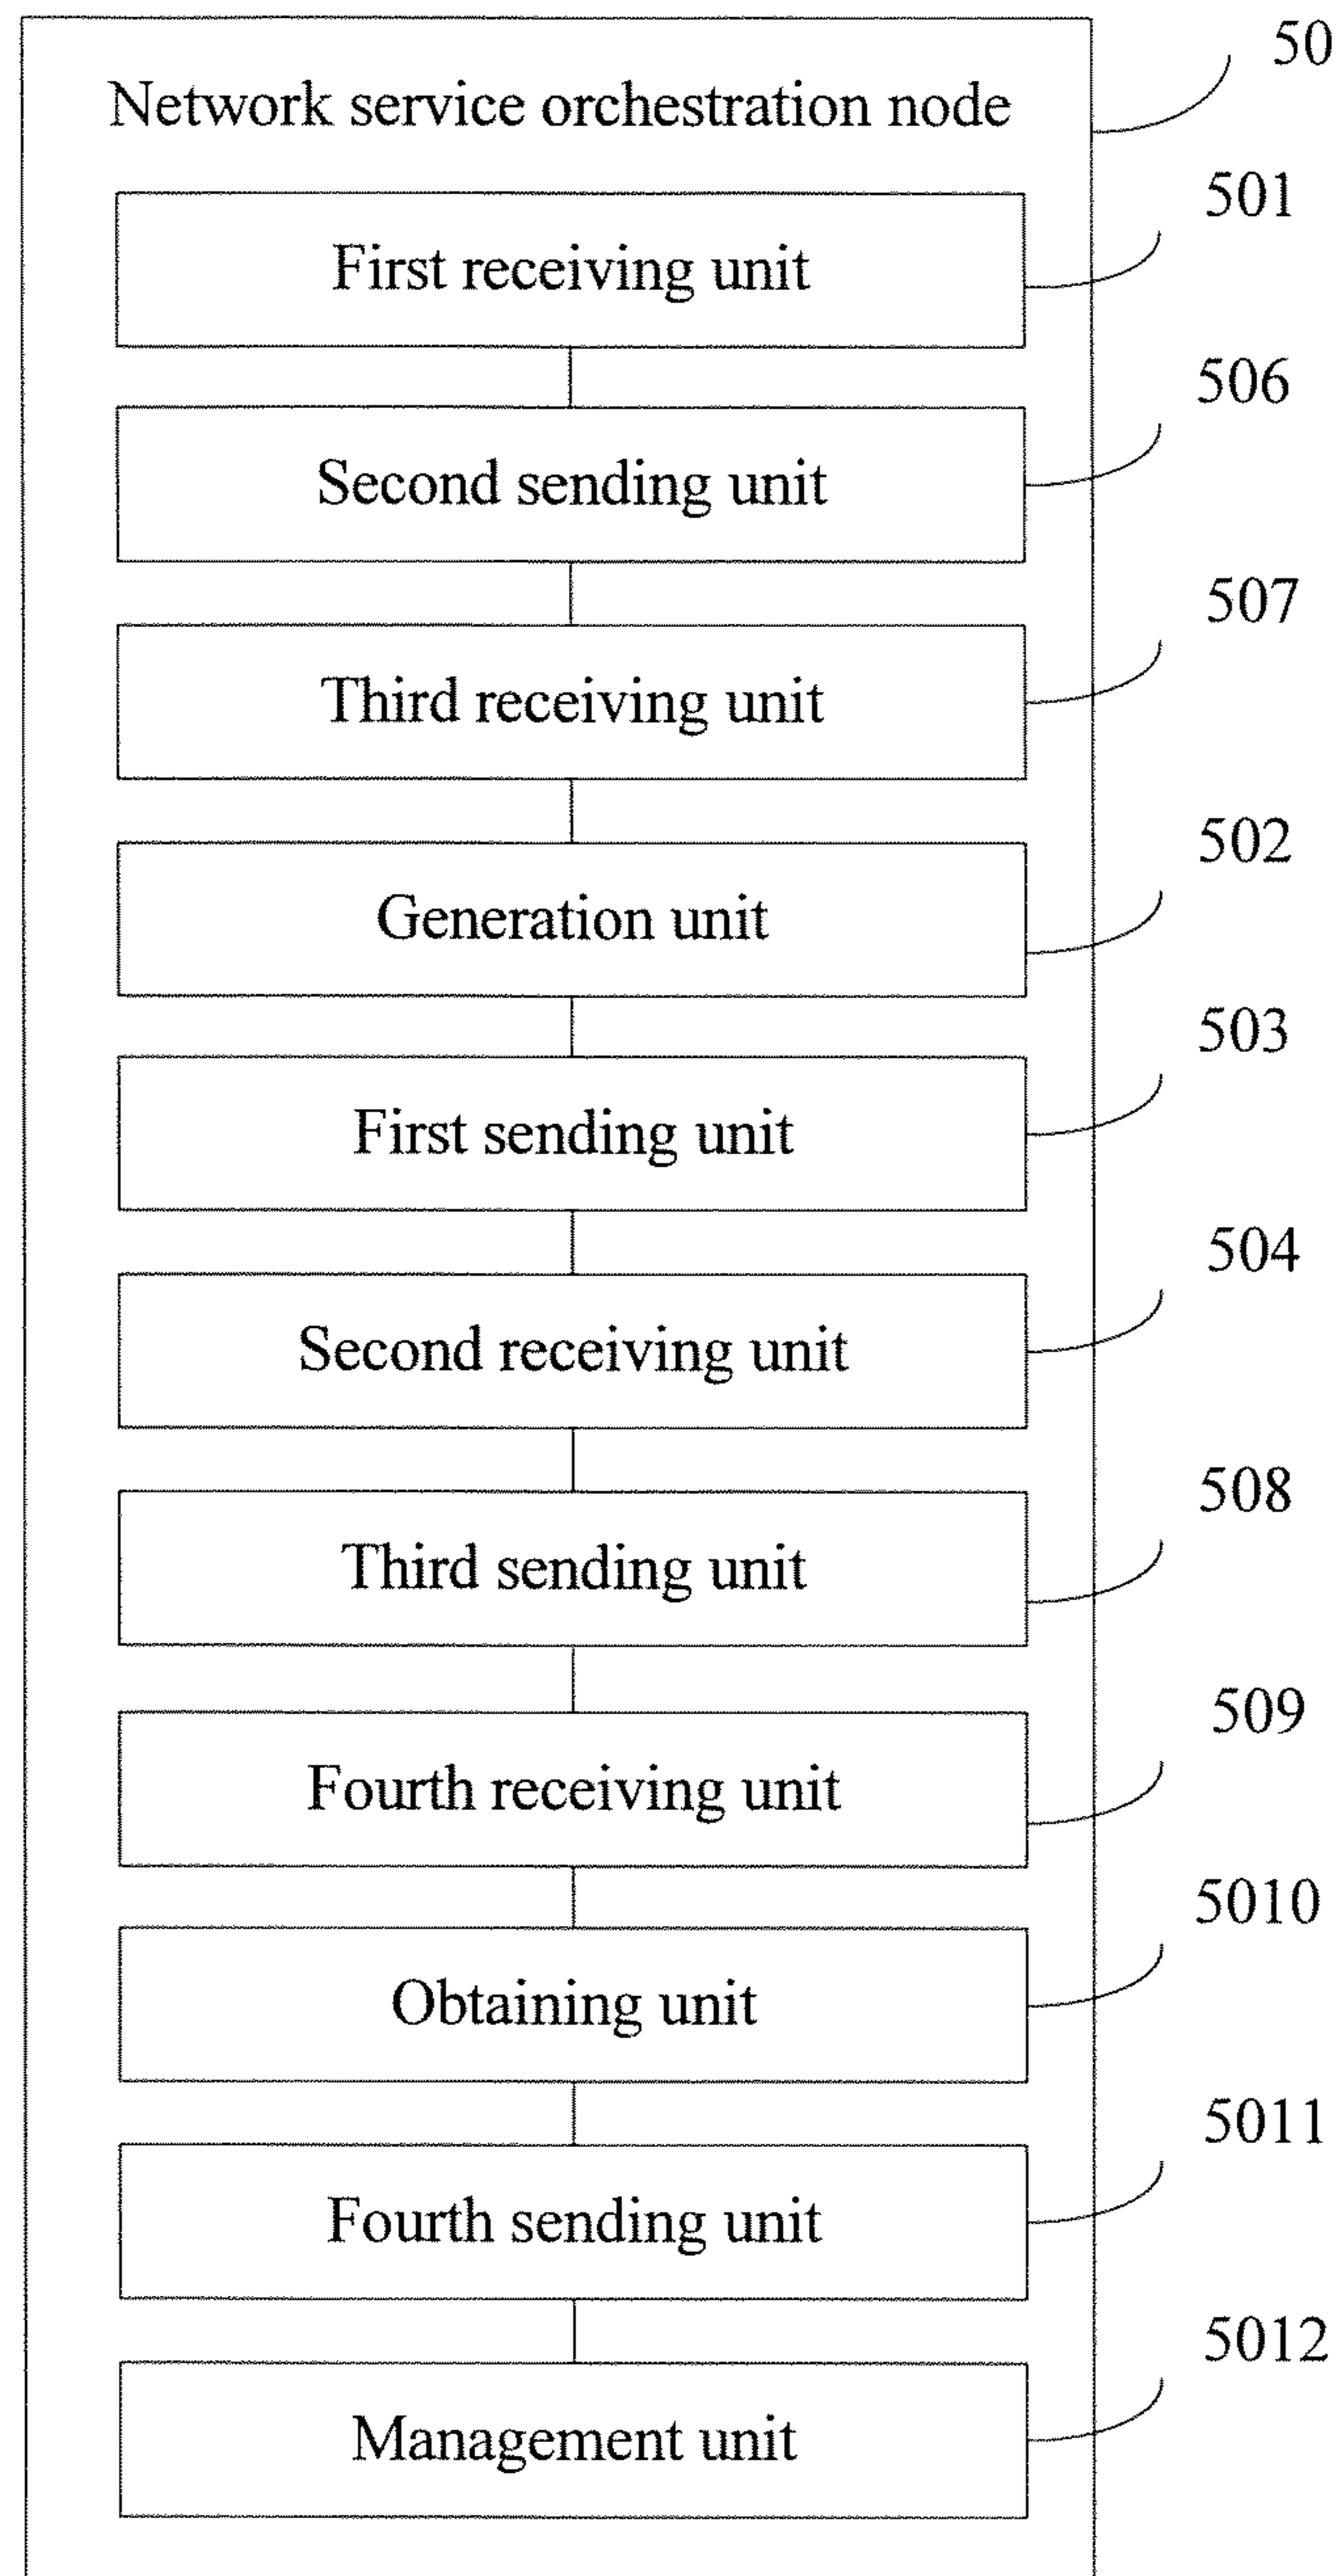 50
Network service orchestration node
501
First receiving unit
506
Second sending unit
507
Third receiving unit
502
Generation unit
503
First sending unit
504
Second receiving unit
508
Third sending unit
509
Fourth receiving unit
5010
Obtaining unit
5011
Fourth sending unit
5012
Management unit